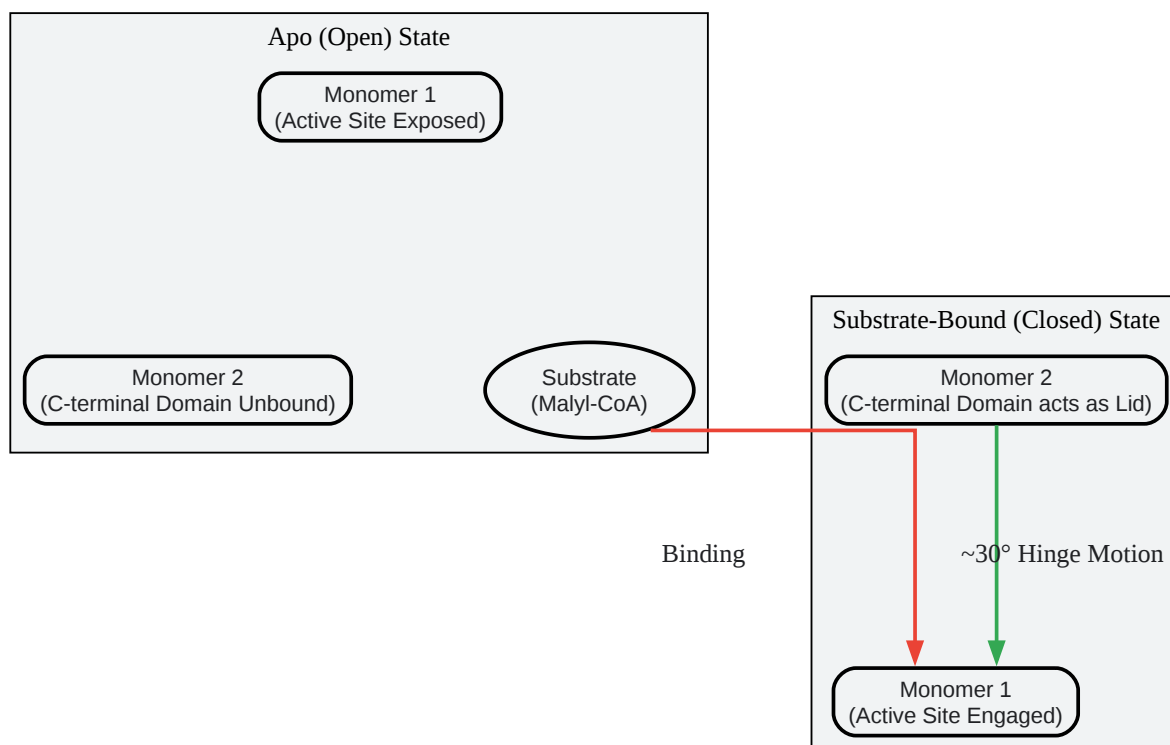 Apo (Open) State
Monomer 1
(Active Site Exposed)
Monomer 2
(C-terminal Domain Unbound)
Substrate
(Malyl-CoA)
Substrate-Bound (Closed) State
Monomer 2
(C-terminal Domain acts as Lid)
Binding
~30° Hinge Motion
Monomer 1
(Active Site Engaged)